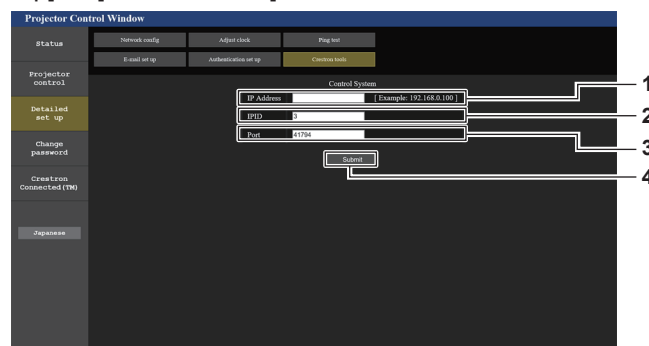 Projector Control Window
Status
Network config
Adjust clock
Ping test
E-mail set up
Authentication set up
Crestron tools
Projector
control
Detailed
set up
Change
password
Crestron
Connected(TM)
Japanese
Control System
IP Address
[ Example: 192.168.0.100 ]
1
IPID
3
2
Port
41794
3
Submit
4